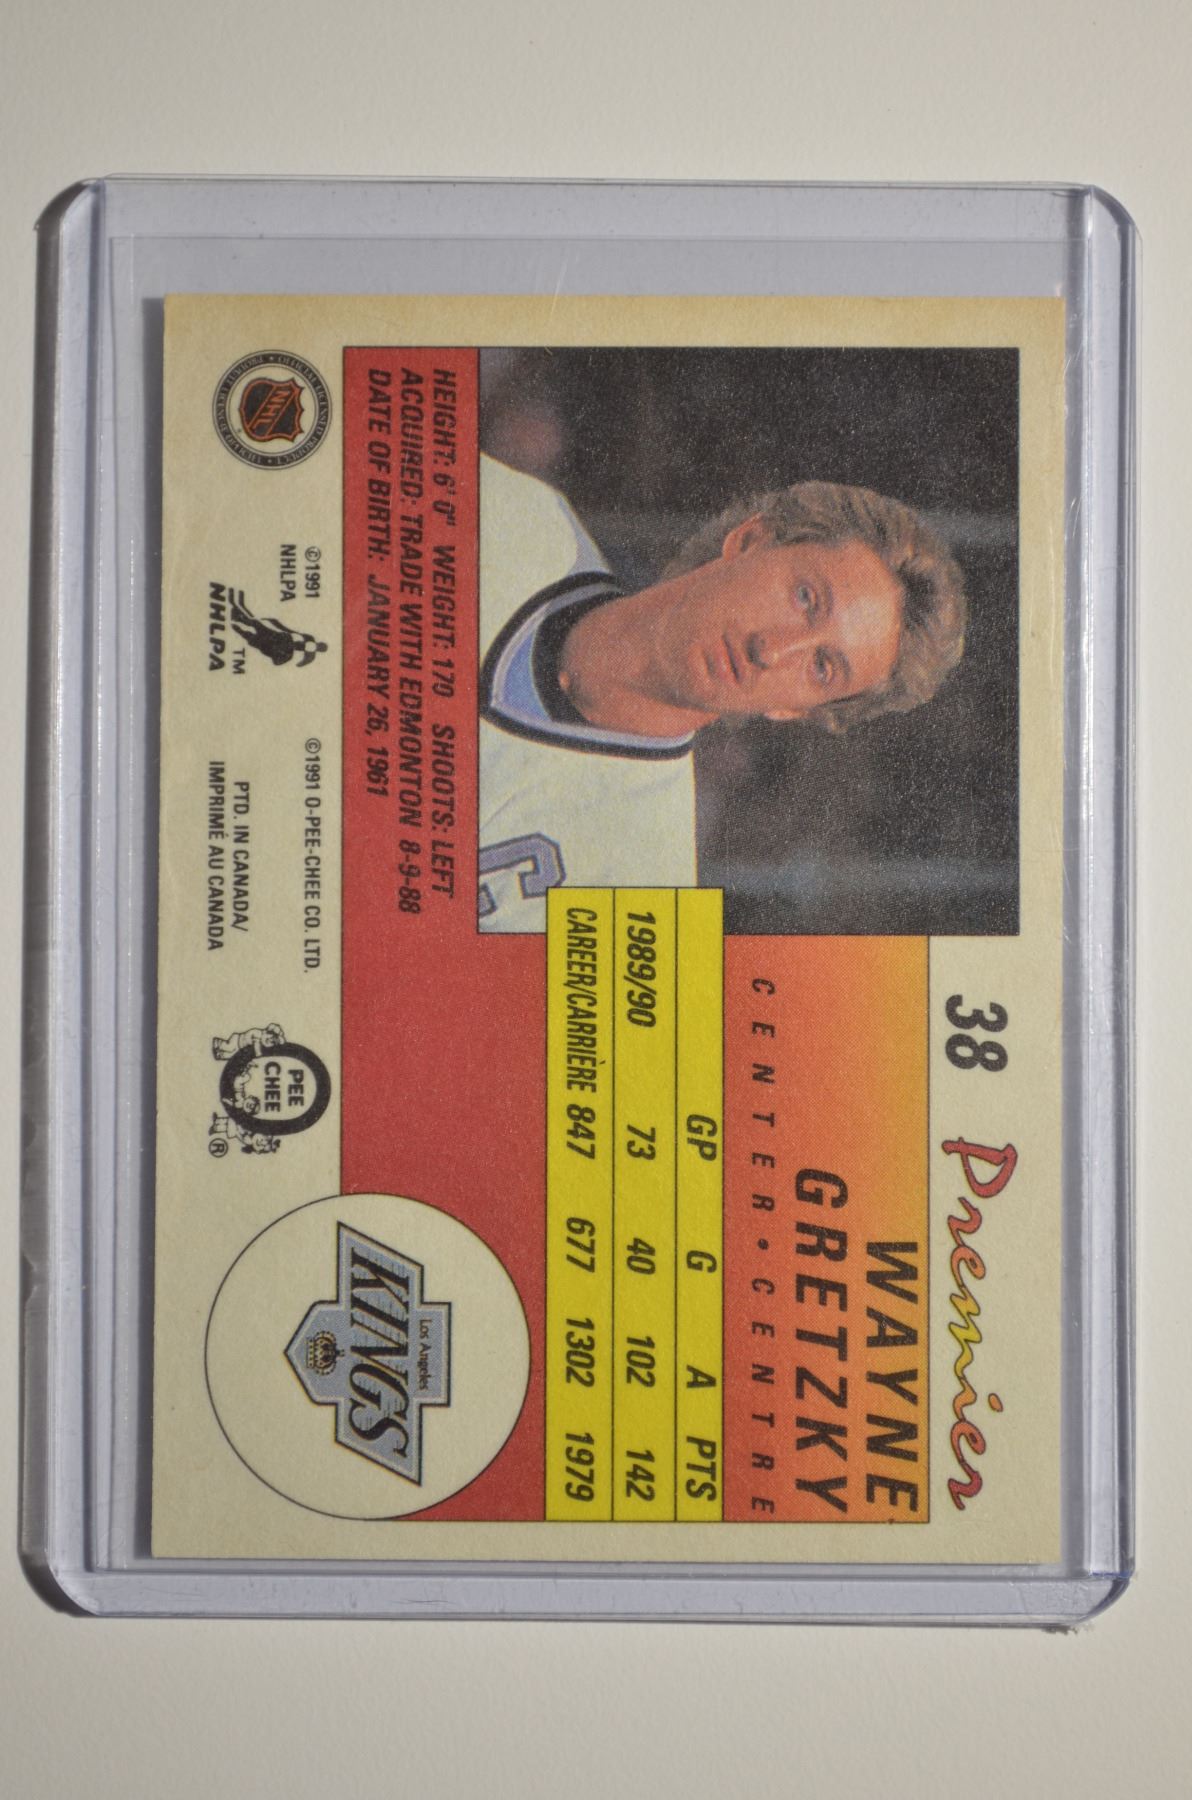 38 Premier
WAYNE
GRETZKY
CENTER • CENTRE
GP G A PTS
1989/90 73 40 102 142
CAREER/CARRIÈRE 847 677 1302 1979
HEIGHT: 6' 0" WEIGHT: 170 SHOOTS: LEFT
ACQUIRED: TRADE WITH EDMONTON 8-9-88
DATE OF BIRTH: JANUARY 26, 1961
Los Angeles
KINGS
NHL
©1991
NHLPA
NHLPA TM
©1991 O-PEE-CHEE CO. LTD.
PTD. IN CANADA/
IMPRIMÉ AU CANADA
O
PEE
CHEE
®